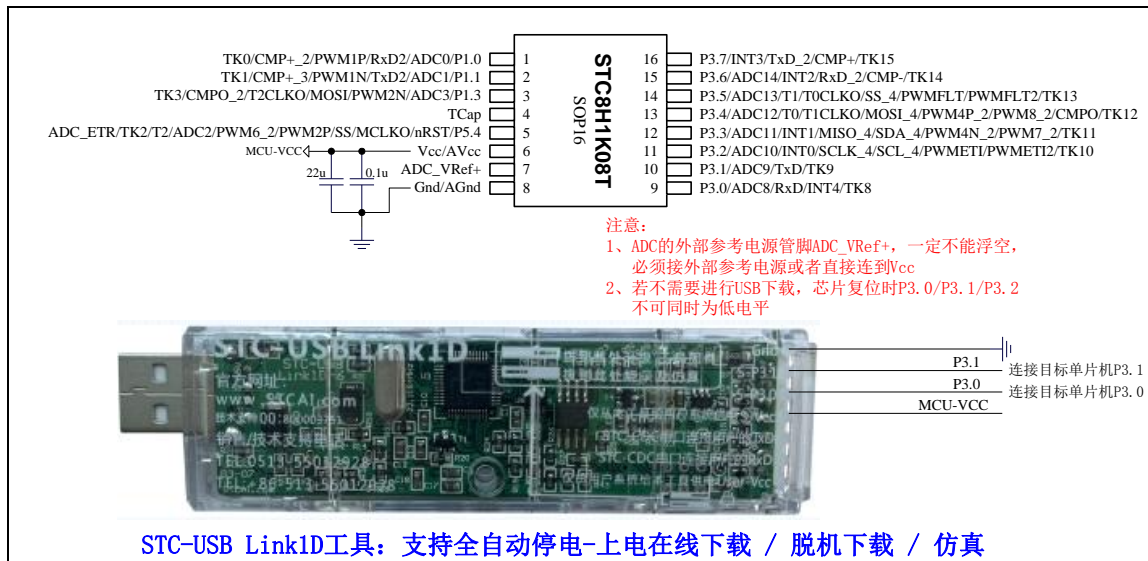 TK0/CMP+_2/PWM1P/RxD2/ADC0/P1.0 1
TK1/CMP+_3/PWM1N/TxD2/ADC1/P1.1 2
TK3/CMPO_2/T2CLKO/MOSI/PWM2N/ADC3/P1.3 3
TCap 4
ADC_ETR/TK2/T2/ADC2/PWM6_2/PWM2P/SS/MCLKO/nRST/P5.4 5
MCU-VCC Vcc/AVcc 6
ADC_VRef+ 7
Gnd/AGnd 8
22u 0.1u
STC8H1K08T
SOP16
16 P3.7/INT3/TxD_2/CMP+/TK15
15 P3.6/ADC14/INT2/RxD_2/CMP-/TK14
14 P3.5/ADC13/T1/T0CLKO/SS_4/PWMFLT/PWMFLT2/TK13
13 P3.4/ADC12/T0/T1CLKO/MOSI_4/PWM4P_2/PWM8_2/CMPO/TK12
12 P3.3/ADC11/INT1/MISO_4/SDA_4/PWM4N_2/PWM7_2/TK11
11 P3.2/ADC10/INT0/SCLK_4/SCL_4/PWMETI/PWMETI2/TK10
10 P3.1/ADC9/TxD/TK9
9 P3.0/ADC8/RxD/INT4/TK8
注意：
1、ADC的外部参考电源管脚ADC_VRef+，一定不能浮空，
必须接外部参考电源或者直接连到Vcc
2、若不需要进行USB下载，芯片复位时P3.0/P3.1/P3.2
不可同时为低电平
STC-USB Link1D
官方网址：
www.STCAI.com
TEL:0513-55012928
Gnd
P3.1 连接目标单片机P3.1
P3.0 连接目标单片机P3.0
MCU-VCC
STC-USB Link1D工具：支持全自动停电-上电在线下载 / 脱机下载 / 仿真